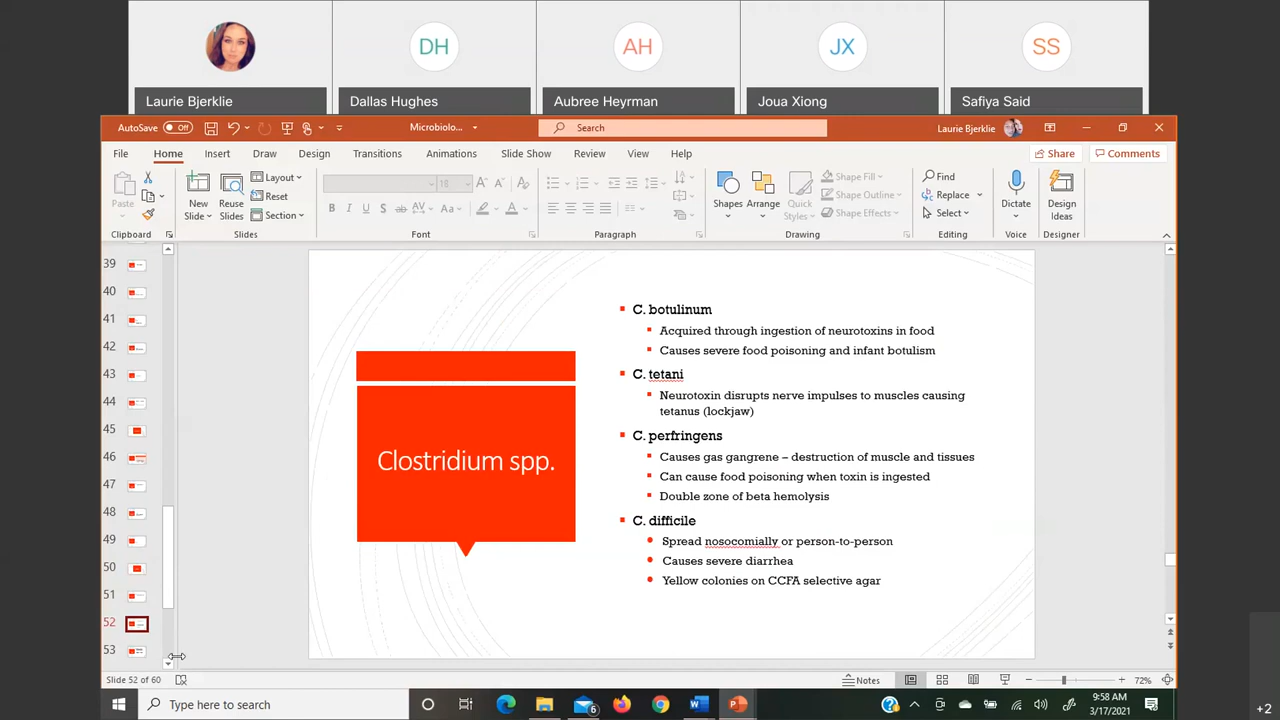 DH
AH
JX
SS
Laurie Bjerklie
Dallas Hughes
Aubree Heyrman
Joua Xiong
Safiya Said
AutoSave Off
Microbiolo...
Search
Laurie Bjerklie
File Home Insert Draw Design Transitions Animations Slide Show Review View Help
Share Comments
Paste
New Slide
Reuse Slides
Layout
Reset
Section
18
Shapes
Arrange
Quick Styles
Shape Fill
Shape Outline
Shape Effects
Find
Replace
Select
Dictate
Design Ideas
Clipboard
Slides
Font
Paragraph
Drawing
Editing
Voice
Designer
39
40
41
42
43
44
45
46
47
48
49
50
51
52
53
Clostridium spp.
C. botulinum
Acquired through ingestion of neurotoxins in food
Causes severe food poisoning and infant botulism
C. tetani
Neurotoxin disrupts nerve impulses to muscles causing
tetanus (lockjaw)
C. perfringens
Causes gas gangrene – destruction of muscle and tissues
Can cause food poisoning when toxin is ingested
Double zone of beta hemolysis
C. difficile
Spread nosocomially or person-to-person
Causes severe diarrhea
Yellow colonies on CCFA selective agar
Slide 52 of 60
Notes
72%
Type here to search
9:58 AM
3/17/2021
+2